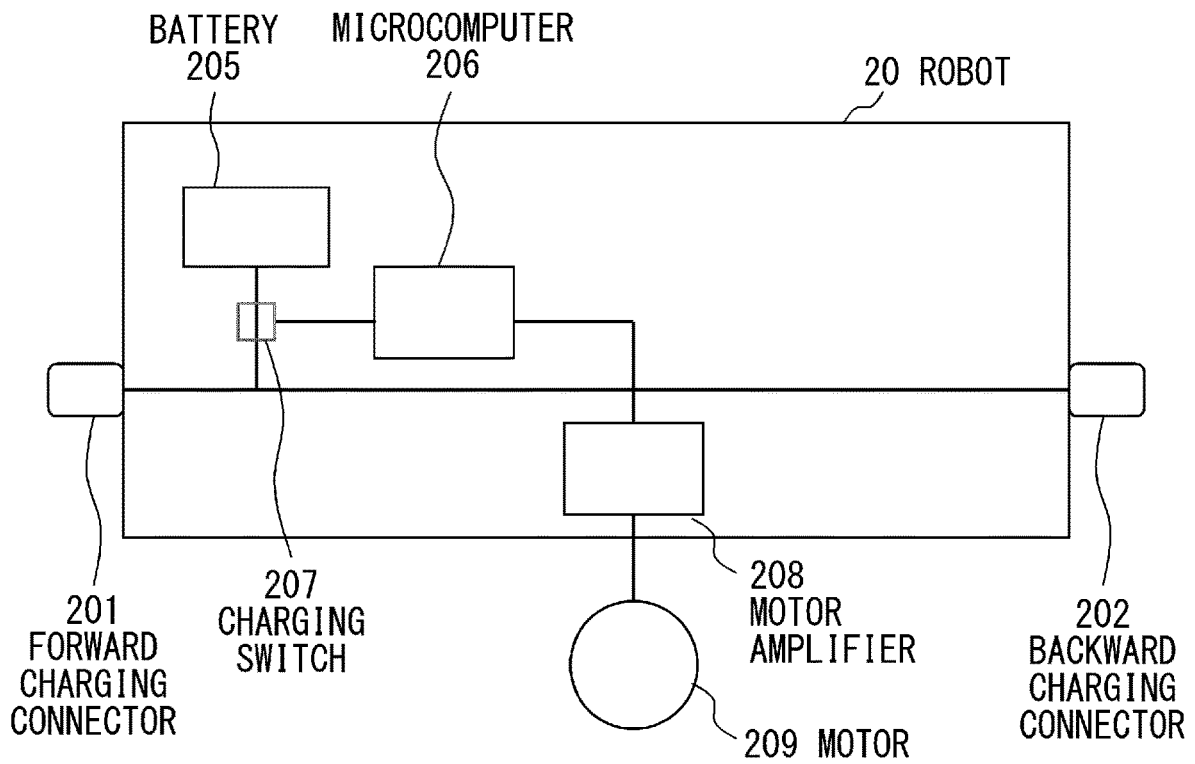 BATTERY
205
MICROCOMPUTER
206
20 ROBOT
201
FORWARD
CHARGING
CONNECTOR
207
CHARGING
SWITCH
208
MOTOR
AMPLIFIER
209 MOTOR
202
BACKWARD
CHARGING
CONNECTOR